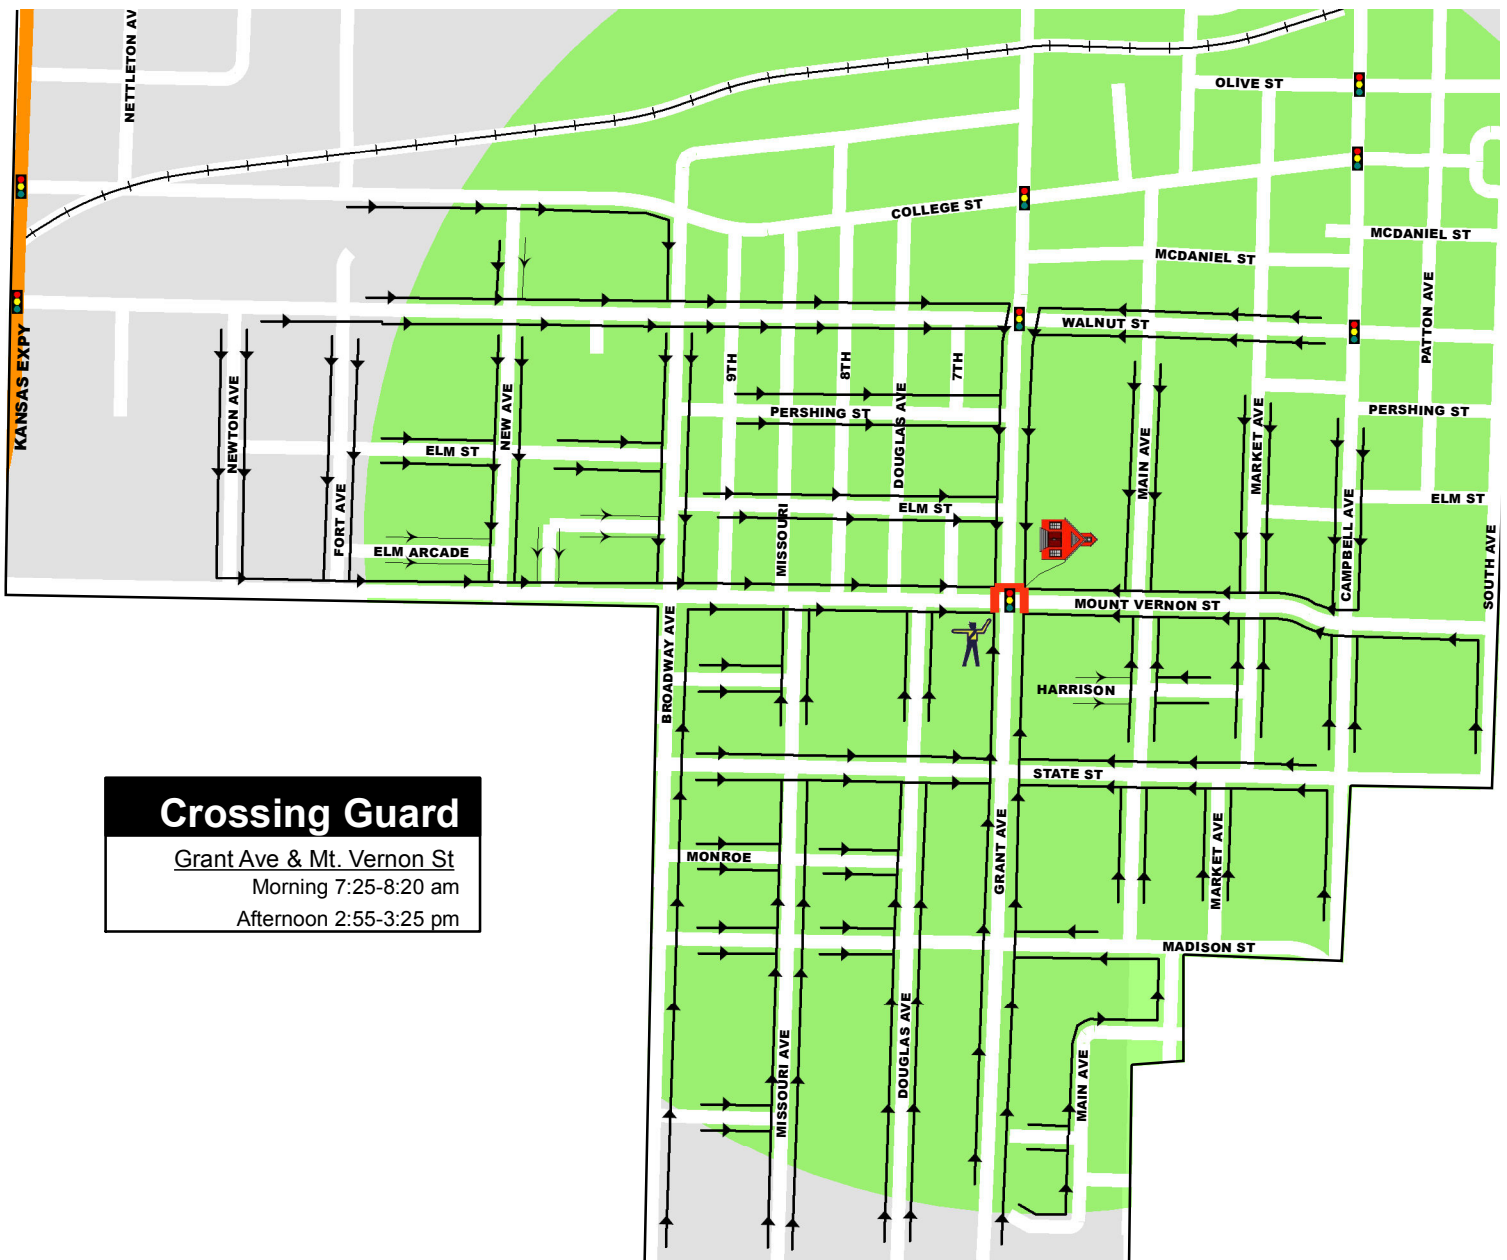 NETTLETON AV
OLIVE ST
COLLEGE ST
MCDANIEL ST
MCDANIEL ST
WALNUT ST
PATTON AVE
KANSAS EXPY
9TH
8TH
7TH
NEWTON AVE
NEW AVE
DOUGLAS AVE
PERSHING ST
PERSHING ST
MAIN AVE
MARKET AVE
ELM ST
ELM ST
ELM ST
FORT AVE
MISSOURI
CAMPBELL AVE
SOUTH AVE
ELM ARCADE
MOUNT VERNON ST
BROADWAY AVE
HARRISON
STATE ST
Crossing Guard
Grant Ave & Mt. Vernon St
Morning 7:25-8:20 am
Afternoon 2:55-3:25 pm
MONROE
GRANT AVE
MARKET AVE
MADISON ST
MISSOURI AVE
DOUGLAS AVE
MAIN AVE